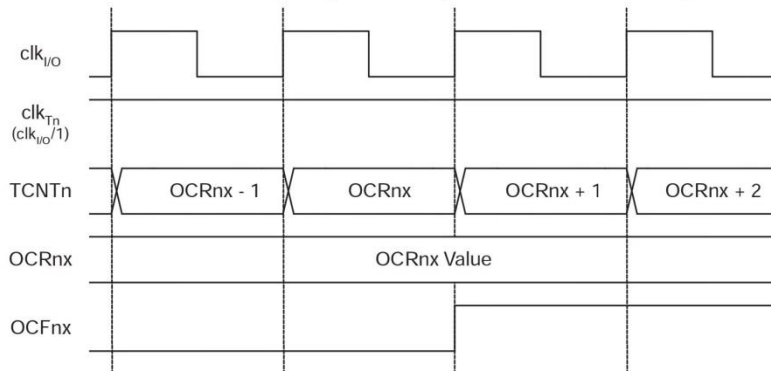 clkI/O
clkTn
(clkI/O/1)
TCNTn OCRnx - 1 OCRnx OCRnx + 1 OCRnx + 2
OCRnx OCRnx Value
OCFnx